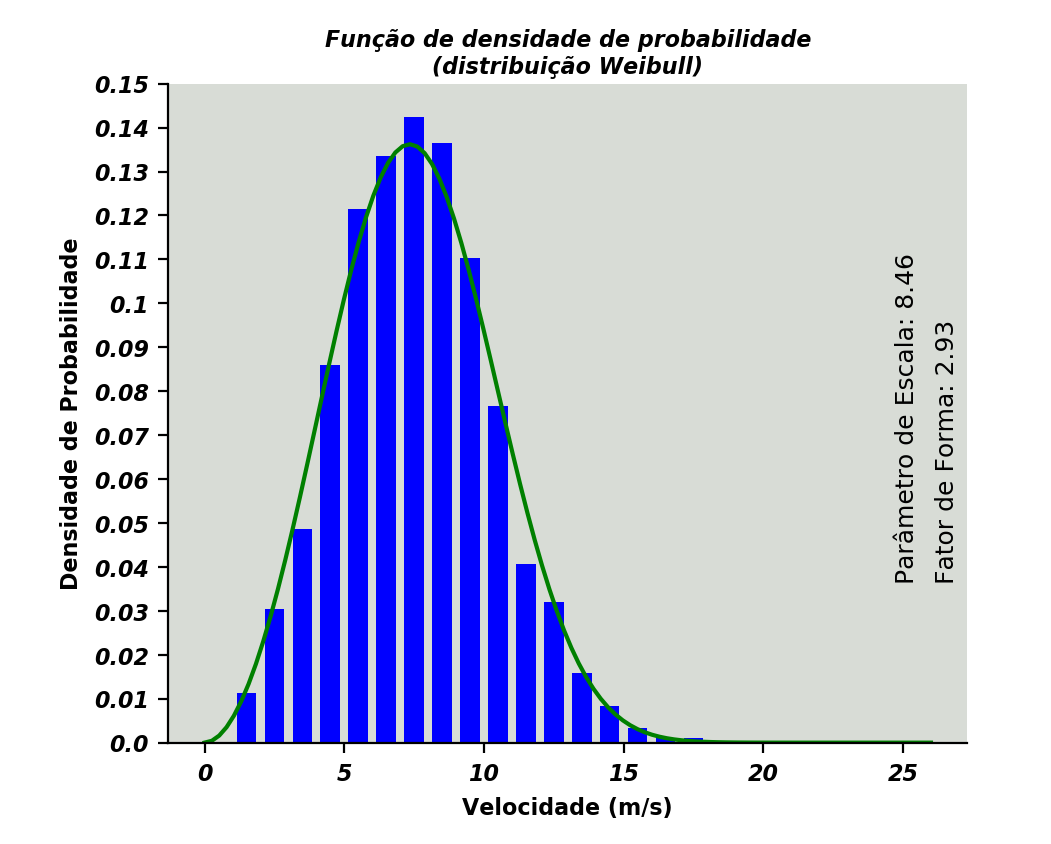 Função de densidade de probabilidade
(distribuição Weibull)
0.15
0.14
0.13
0.12
0.11
0.1
0.09
0.08
0.07
0.06
0.05
0.04
0.03
0.02
0.01
0.0
Densidade de Probabilidade
Parâmetro de Escala: 8.46
Fator de Forma: 2.93
0 5 10 15 20 25
Velocidade (m/s)